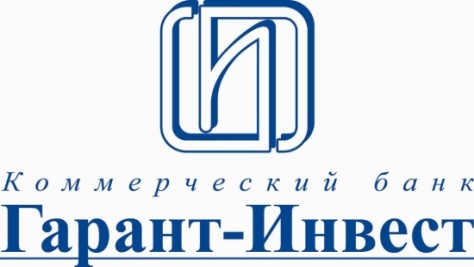 Коммерческий банк
Гарант-Инвест